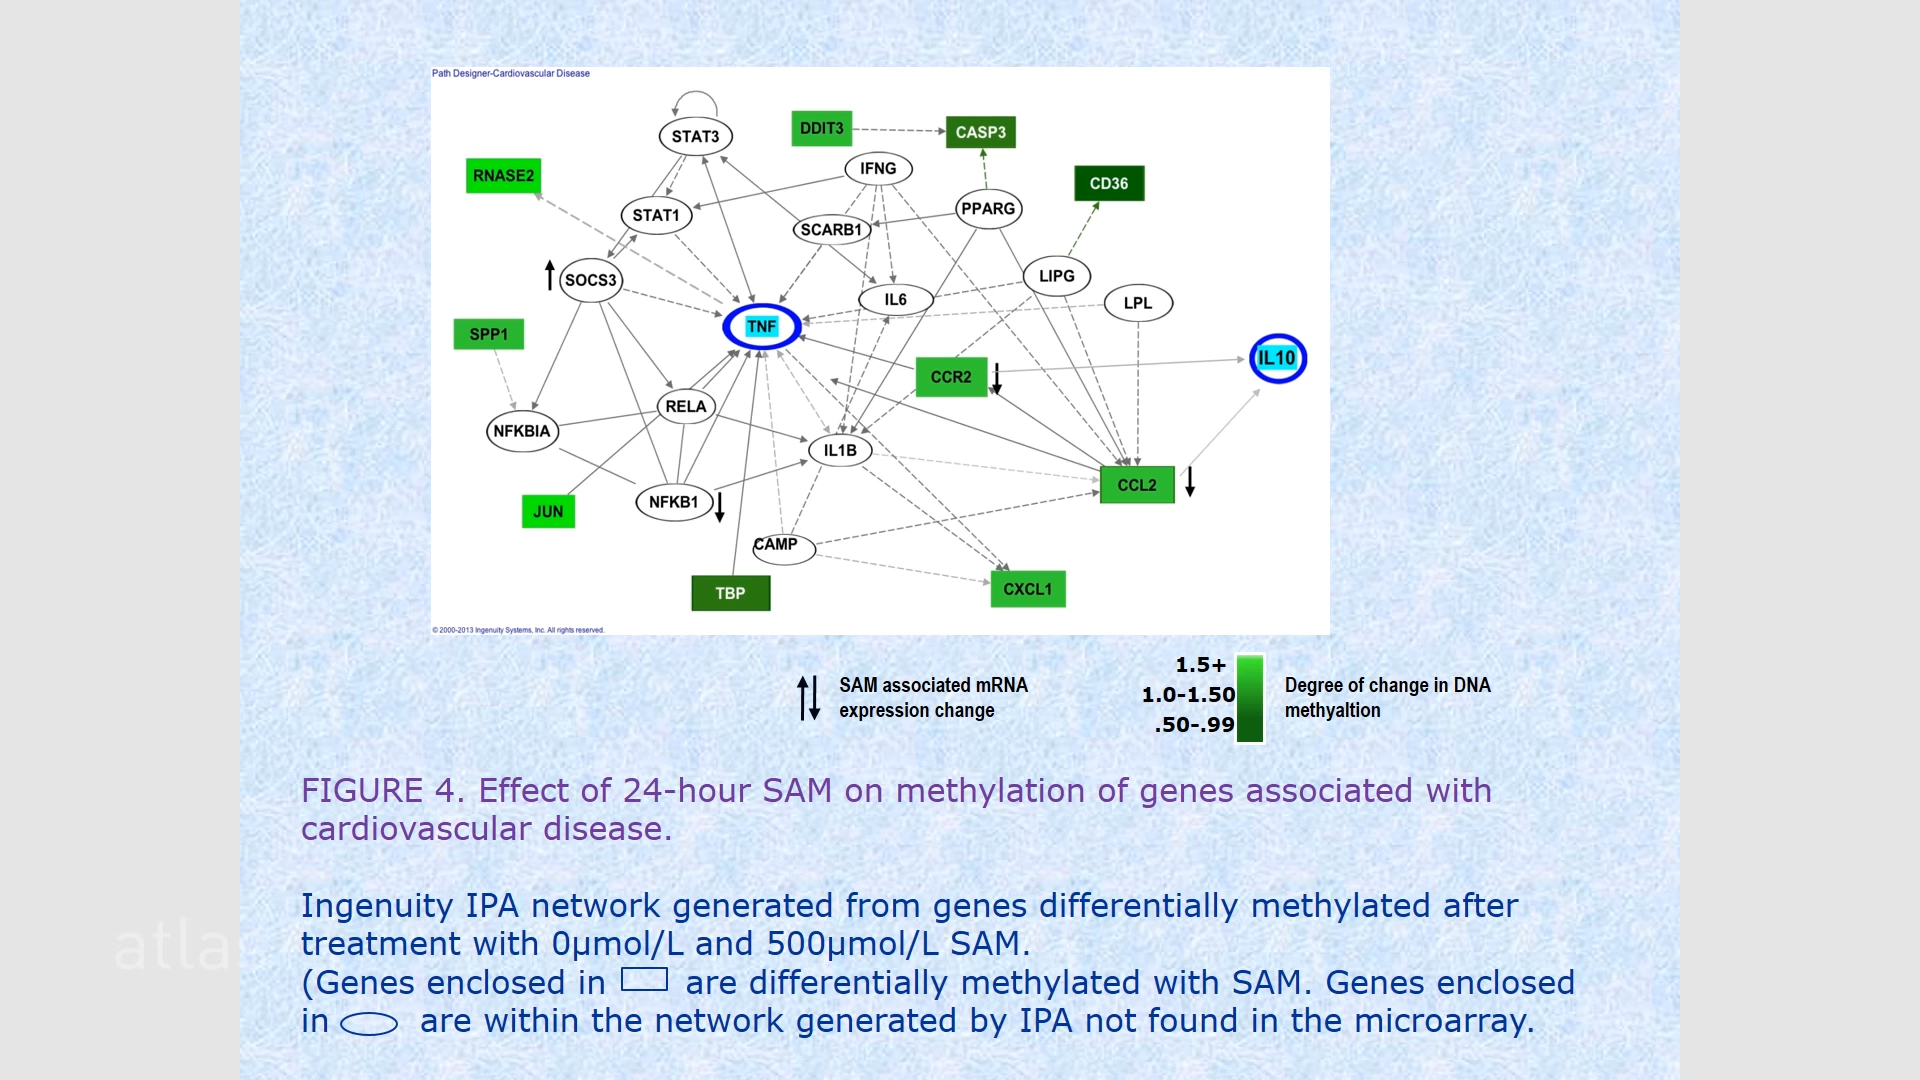 Path Designer-Cardiovascular Disease
STAT3
DDIT3
CASP3
IFNG
RNASE2
CD36
STAT1
PPARG
SCARB1
SOCS3
LIPG
IL6
LPL
TNF
SPP1
IL10
CCR2
RELA
NFKBIA
IL1B
CCL2
NFKB1
JUN
CAMP
TBP
CXCL1
© 2000-2013 Ingenuity Systems, Inc. All rights reserved.
SAM associated mRNA
expression change
1.5+
1.0-1.50
.50-.99
Degree of change in DNA
methyaltion
FIGURE 4. Effect of 24-hour SAM on methylation of genes associated with
cardiovascular disease.
Ingenuity IPA network generated from genes differentially methylated after
treatment with 0µmol/L and 500µmol/L SAM.
(Genes enclosed in are differentially methylated with SAM. Genes enclosed
in are within the network generated by IPA not found in the microarray.